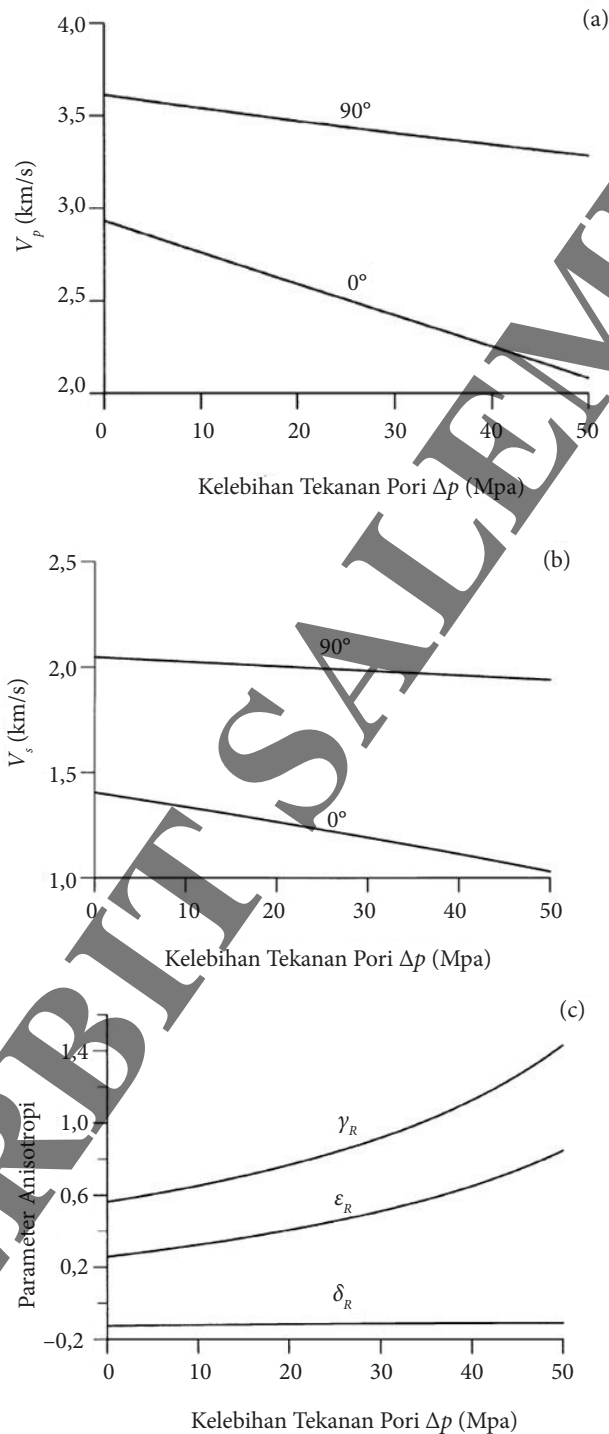 (a)
4,0
3,5
3,0
2,5
2,0
V_p (km/s)
90°
0°
0 10 20 30 40 50
Kelebihan Tekanan Pori Δp (Mpa)
(b)
2,5
2,0
1,5
1,0
V_s (km/s)
90°
0°
0 10 20 30 40 50
Kelebihan Tekanan Pori Δp (Mpa)
(c)
1,4
1,0
0,6
0,2
–0,2
Parameter Anisotropi
γ_R
ε_R
δ_R
0 10 20 30 40 50
Kelebihan Tekanan Pori Δp (Mpa)
RBIT SALEM